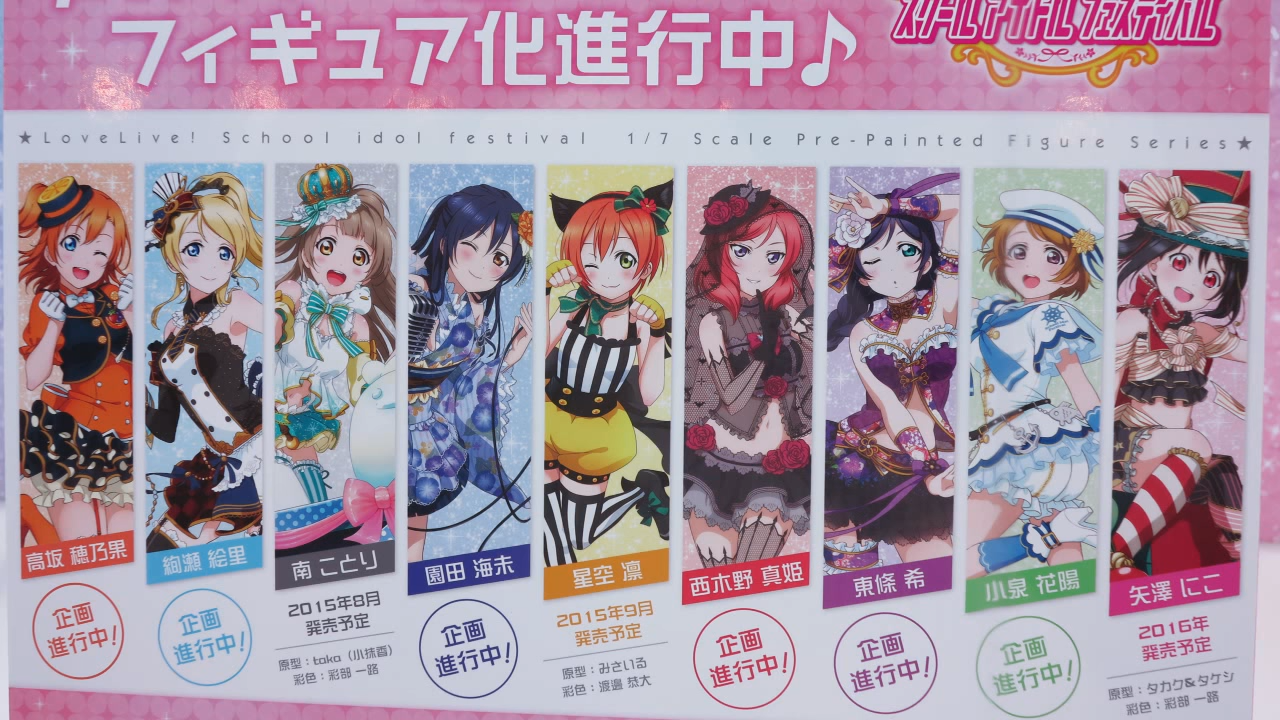 フィギュア化進行中♪
スクールアイドルフェスティバル
★LoveLive! School idol festival 1/7 Scale Pre-Painted Figure Series★
高坂 穂乃果
企画
進行中!
絢瀬 絵里
企画
進行中!
南 ことり
2015年8月
発売予定
原型：toko（小抹香）
彩色：彩部 一路
園田 海未
企画
進行中!
星空 凛
2015年9月
発売予定
原型：みさいる
彩色：渡邊 恭大
西木野 真姫
企画
進行中!
東條 希
企画
進行中!
小泉 花陽
企画
進行中!
矢澤 にこ
2016年
発売予定
原型：タカク&タケシ
彩色：彩部 一路